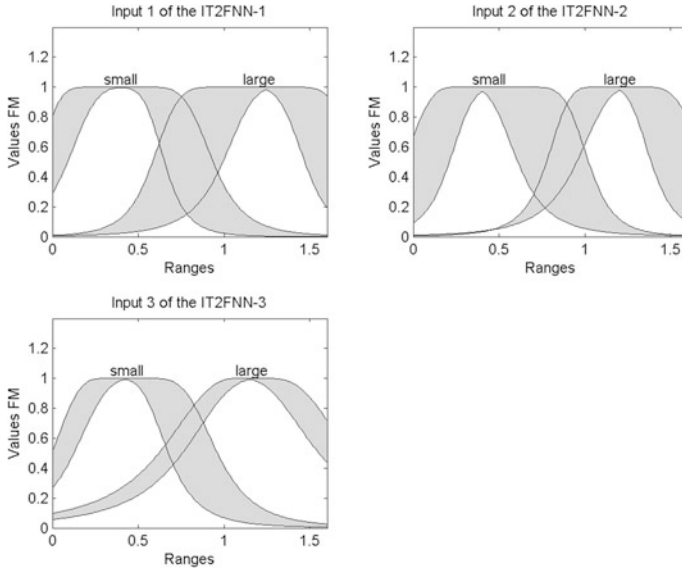 Input 1 of the IT2FNN-1
Values FM
1.2
1
0.8
0.6
0.4
0.2
0
small
large
0 0.5 1 1.5
Ranges
Input 2 of the IT2FNN-2
Values FM
1.2
1
0.8
0.6
0.4
0.2
0
small
large
0 0.5 1 1.5
Ranges
Input 3 of the IT2FNN-3
Values FM
1.2
1
0.8
0.6
0.4
0.2
0
small
large
0 0.5 1 1.5
Ranges